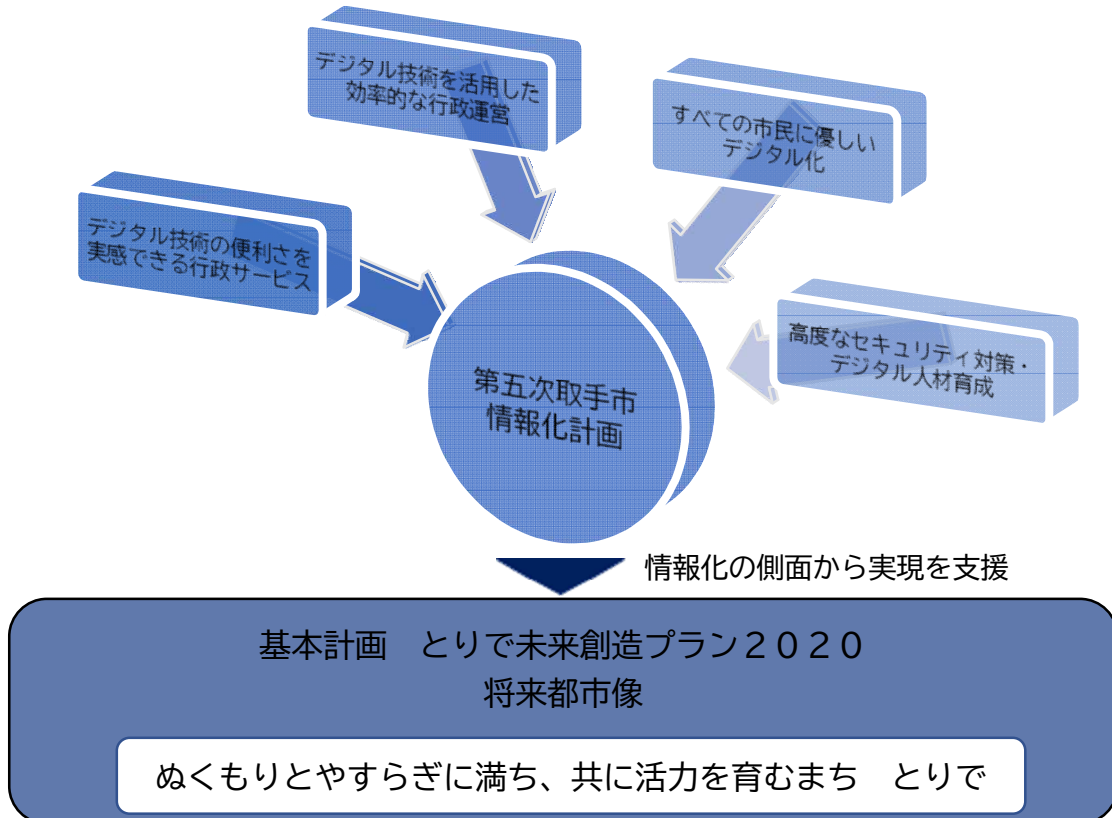 デジタル技術を活用した
効率的な行政運営
すべての市民に優しい
デジタル化
デジタル技術の便利さを
実感できる行政サービス
高度なセキュリティ対策・
デジタル人材育成
第五次取手市
情報化計画
情報化の側面から実現を支援
基本計画　とりで未来創造プラン２０２０
将来都市像
ぬくもりとやすらぎに満ち、共に活力を育むまち　とりで